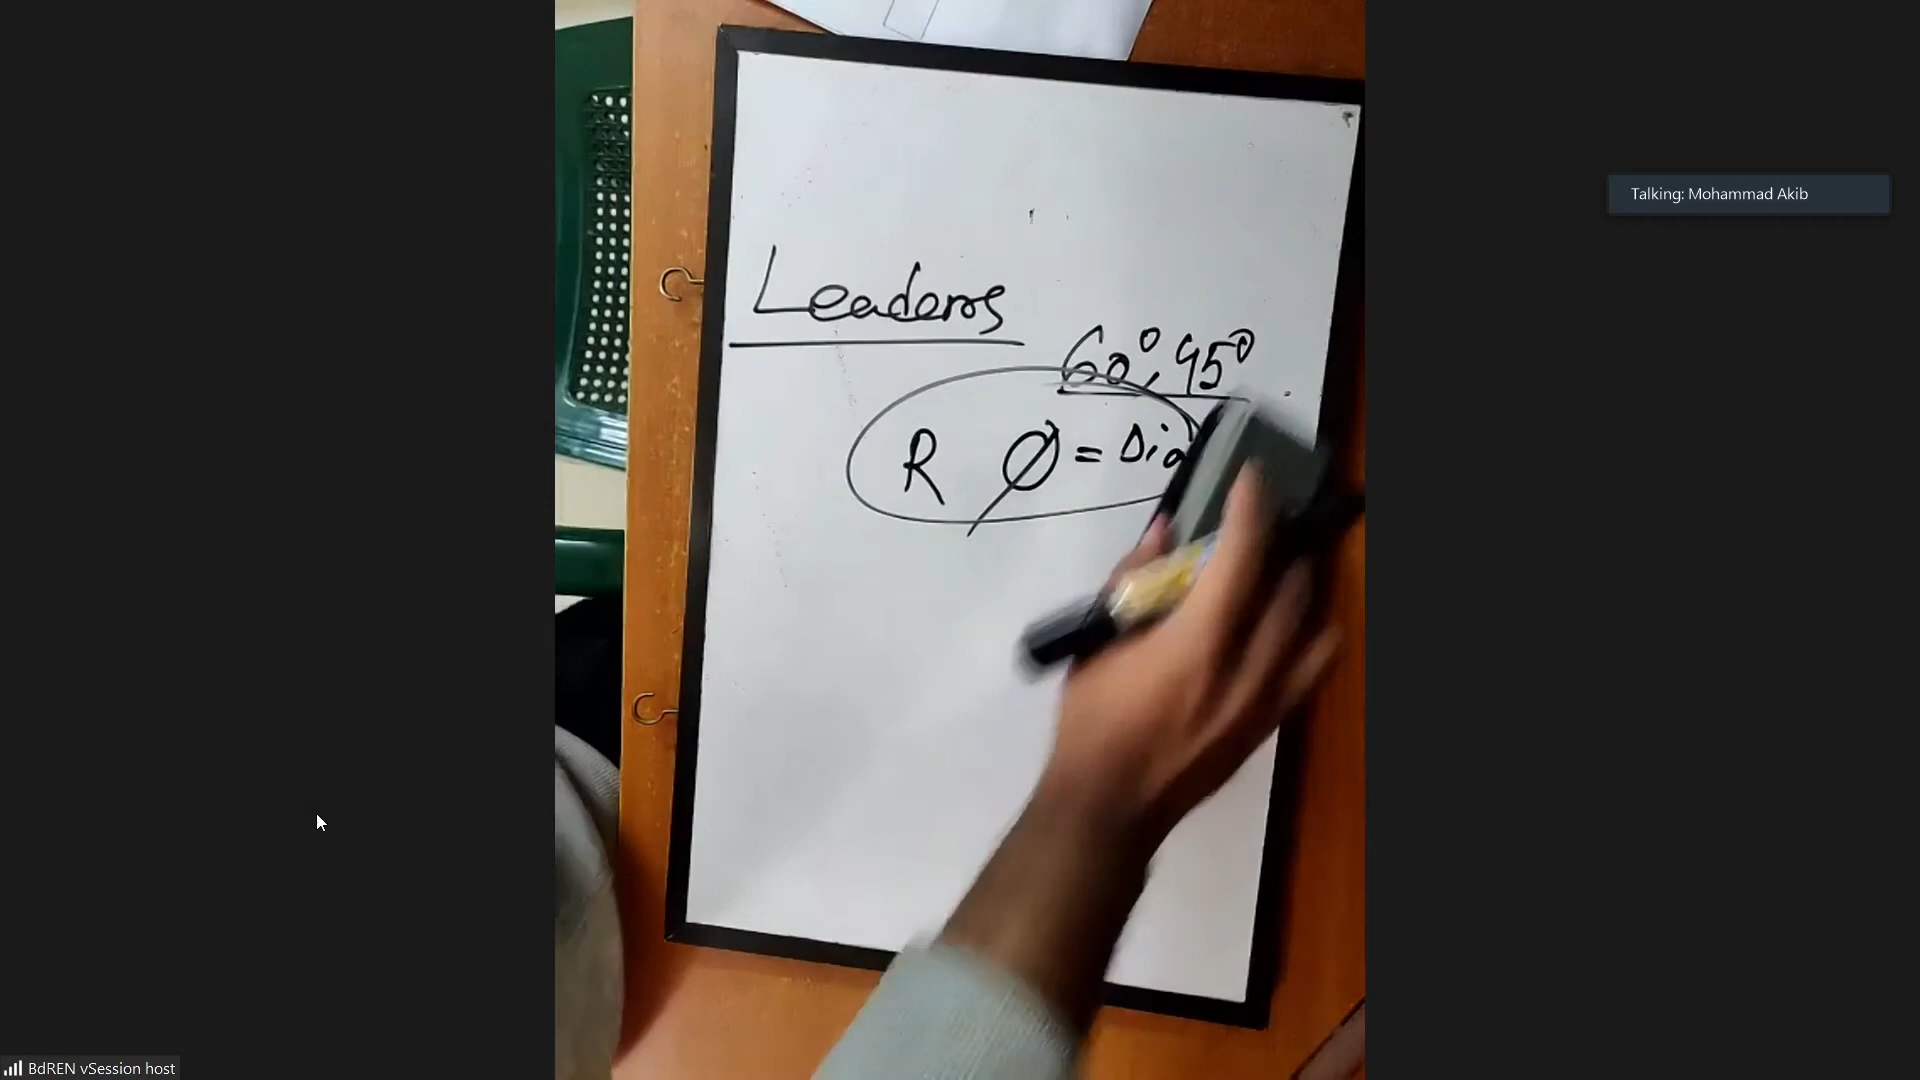 Talking: Mohammad Akib
Leaders
60°, 45°
R Ø = Dia
BdREN vSession host